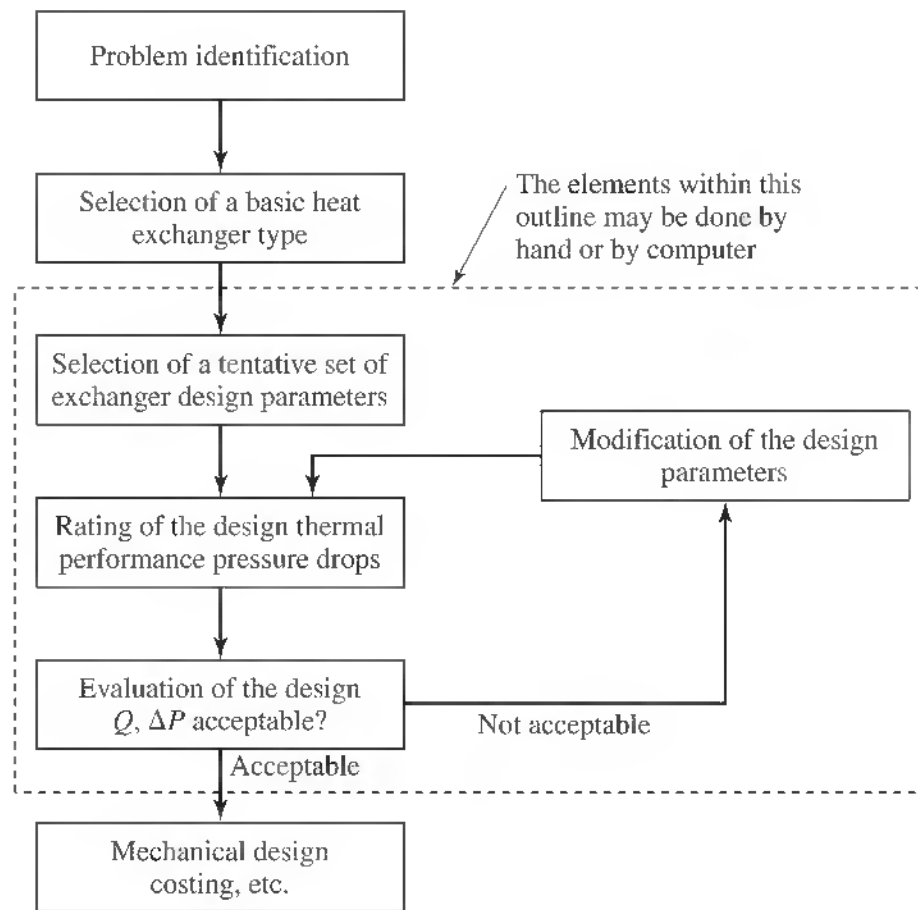 Problem identification
Selection of a basic heat
exchanger type
The elements within this
outline may be done by
hand or by computer
Selection of a tentative set of
exchanger design parameters
Modification of the design
parameters
Rating of the design thermal
performance pressure drops
Evaluation of the design
Q, ΔP acceptable?
Not acceptable
Acceptable
Mechanical design
costing, etc.